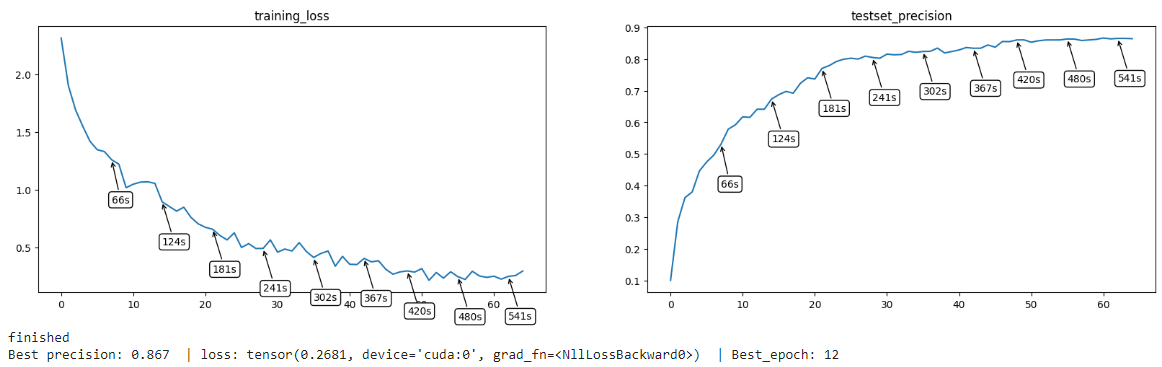 training_loss
2.0
1.5
1.0
0.5
66s
124s
181s
241s
302s
367s
420s
480s
541s
0 10 20 30 40 50 60
testset_precision
0.9
0.8
0.7
0.6
0.5
0.4
0.3
0.2
0.1
66s
124s
181s
241s
302s
367s
420s
480s
541s
0 10 20 30 40 50 60
finished
Best precision: 0.867 | loss: tensor(0.2681, device='cuda:0', grad_fn=<NllLossBackward0>) | Best_epoch: 12